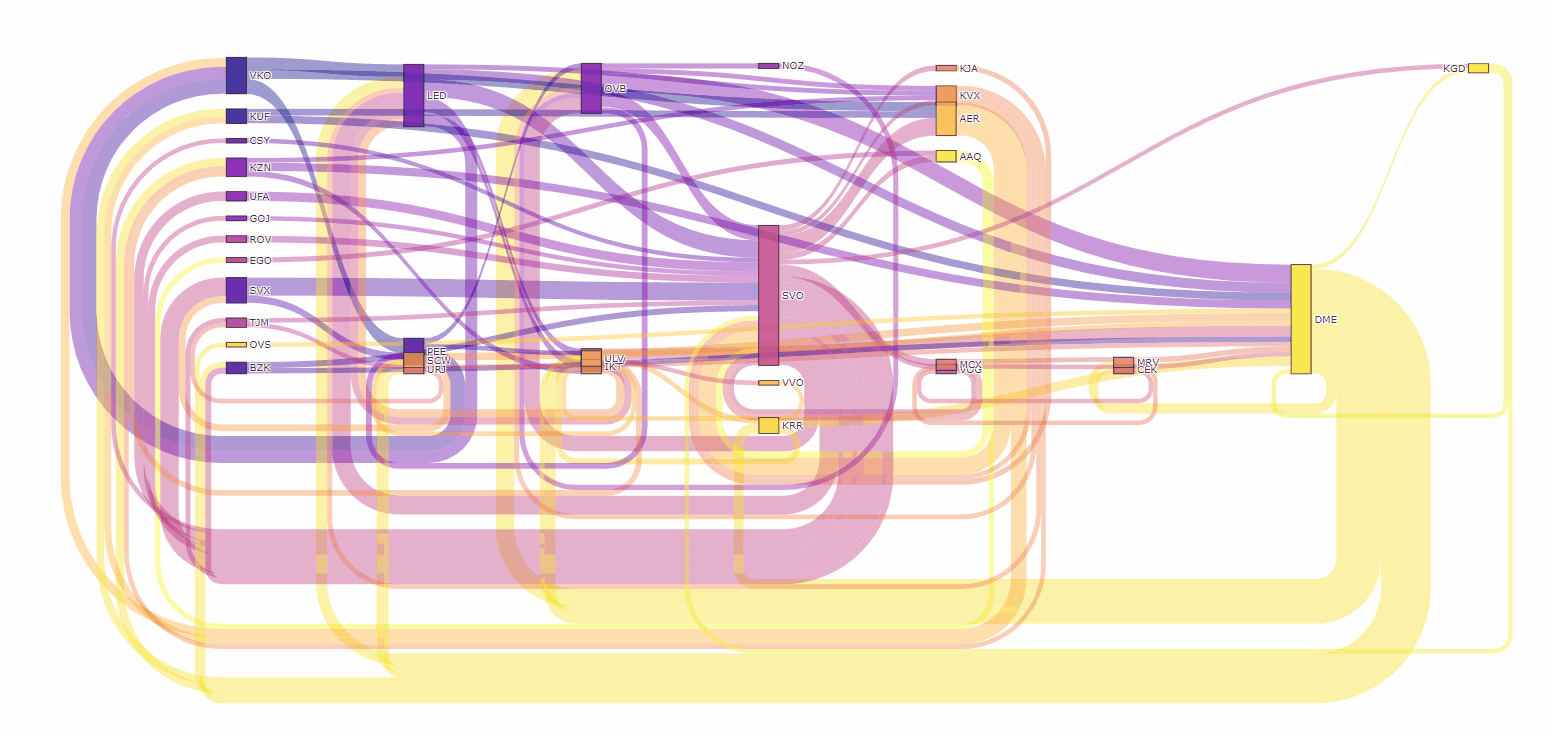 VKO
KUF
CSY
KZN
UFA
GOJ
ROV
EGO
SVX
TJM
OVS
BZK
LED
PEE
SCW
URJ
OVB
ULV
IKT
NOZ
SVO
VVO
KRR
KJA
KVX
AER
AAQ
MCX
VOG
MRV
CEK
DME
KGD